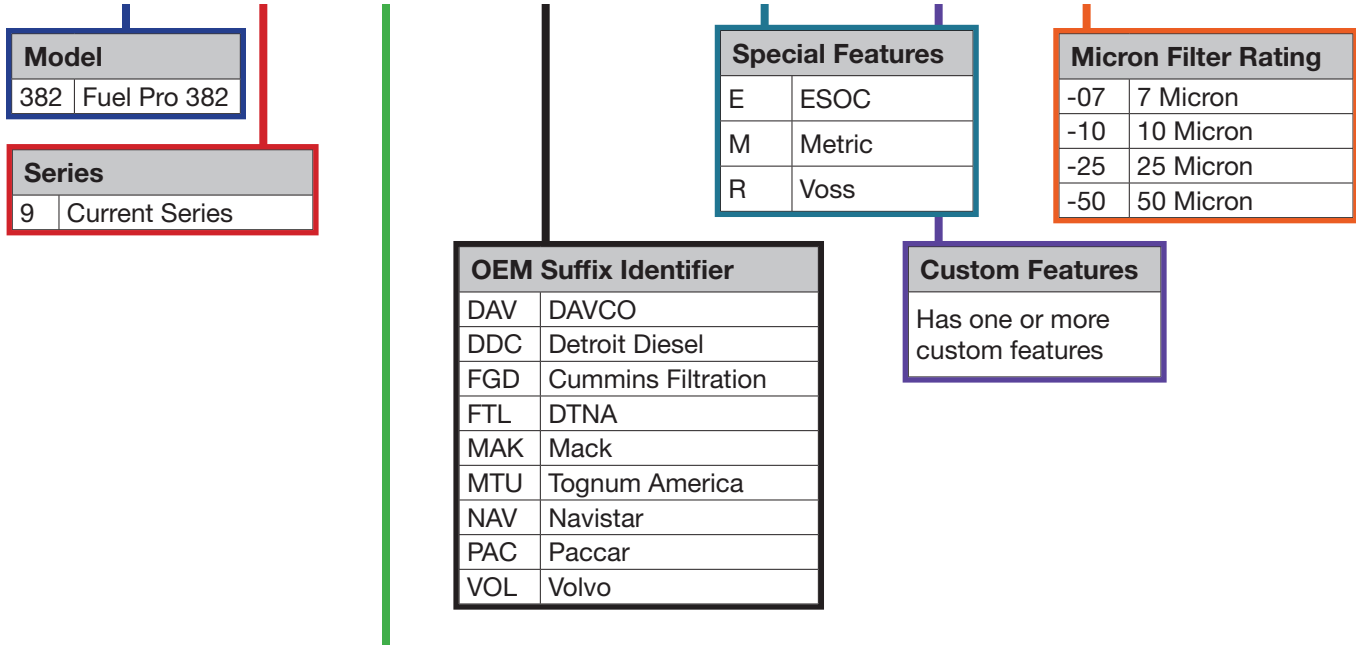 Model
382 Fuel Pro 382
Series
9 Current Series
OEM Suffix Identifier
DAV DAVCO
DDC Detroit Diesel
FGD Cummins Filtration
FTL DTNA
MAK Mack
MTU Tognum America
NAV Navistar
PAC Paccar
VOL Volvo
Special Features
E ESOC
M Metric
R Voss
Custom Features
Has one or more
custom features
Micron Filter Rating
-07 7 Micron
-10 10 Micron
-25 25 Micron
-50 50 Micron